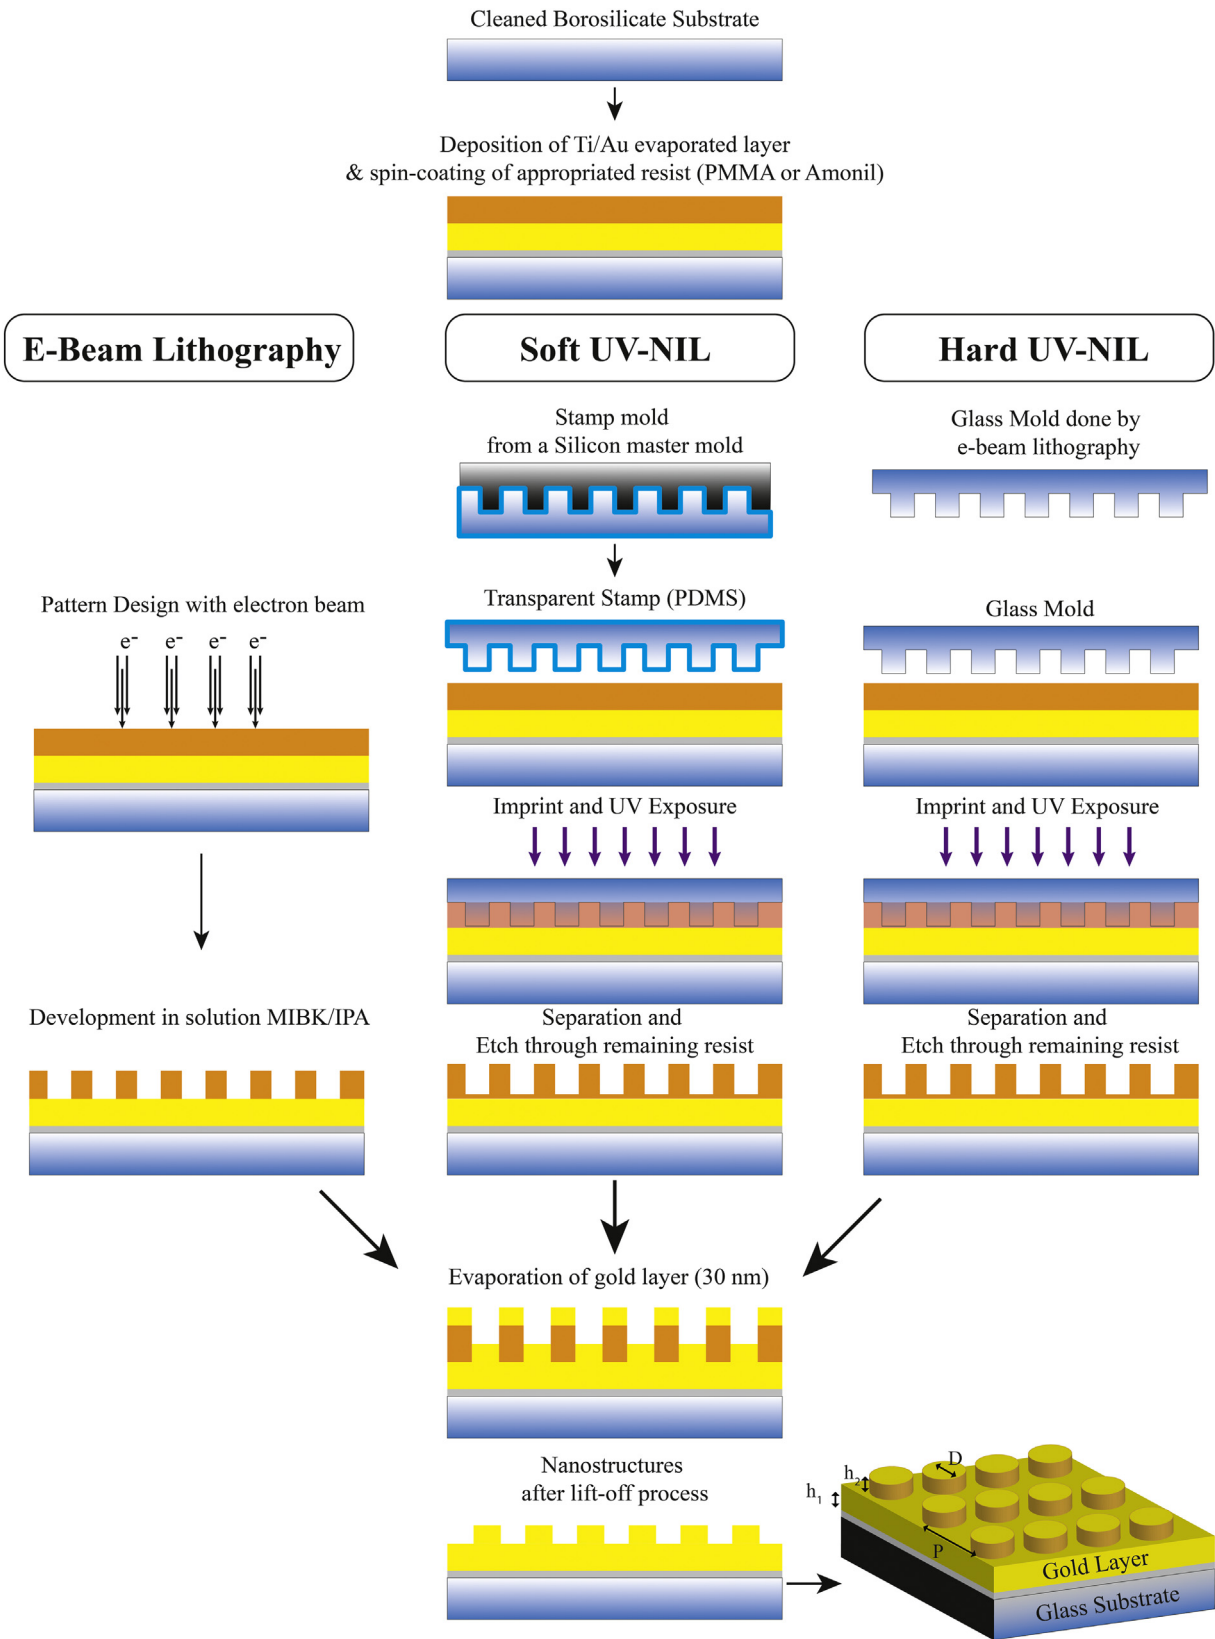 Cleaned Borosilicate Substrate
Deposition of Ti/Au evaporated layer
& spin-coating of appropriated resist (PMMA or Amonil)
E-Beam Lithography
Soft UV-NIL
Hard UV-NIL
Stamp mold
from a Silicon master mold
Glass Mold done by
e-beam lithography
Pattern Design with electron beam
e- e- e- e-
Transparent Stamp (PDMS)
Glass Mold
Imprint and UV Exposure
Imprint and UV Exposure
Development in solution MIBK/IPA
Separation and
Etch through remaining resist
Separation and
Etch through remaining resist
Evaporation of gold layer (30 nm)
Nanostructures
after lift-off process
D
h2
h1
P
Gold Layer
Glass Substrate